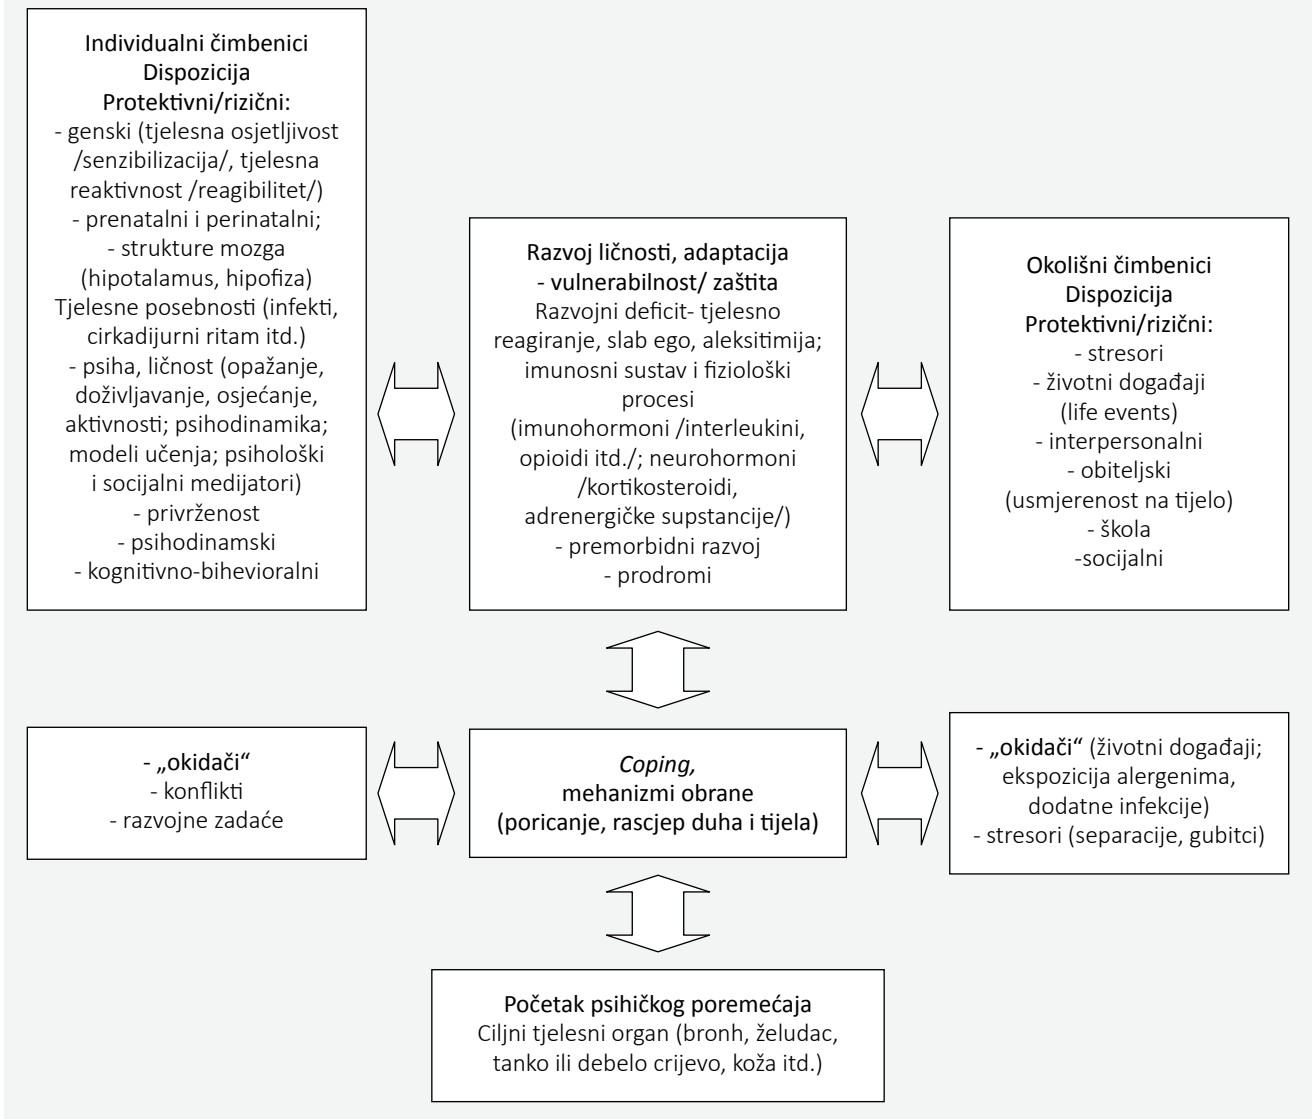 Individualni čimbenici
Dispozicija
Protektivni/rizični:
- genski (tjelesna osjetljivost
/senzibilizacija/, tjelesna
reaktivnost /reagibilitet/)
- prenatalni i perinatalni;
- strukture mozga
(hipotalamus, hipofiza)
Tjelesne posebnosti (infekti,
cirkadijurni ritam itd.)
- psiha, ličnost (opažanje,
doživljavanje, osjećanje,
aktivnosti; psihodinamika;
modeli učenja; psihološki
i socijalni medijatori)
- privrženost
- psihodinamski
- kognitivno-bihevioralni
Razvoj ličnosti, adaptacija
- vulnerabilnost/ zaštita
Razvojni deficit- tjelesno
reagiranje, slab ego, aleksitimija;
imunosni sustav i fiziološki
procesi
(imunohormoni /interleukini,
opioidi itd./; neurohormoni
/kortikosteroidi,
adrenergičke supstancije/)
- premorbidni razvoj
- prodromi
Okolišni čimbenici
Dispozicija
Protektivni/rizični:
- stresori
- životni događaji
(life events)
- interpersonalni
- obiteljski
(usmjerenost na tijelo)
- škola
-socijalni
- „okidači“
- konflikti
- razvojne zadaće
Coping,
mehanizmi obrane
(poricanje, rascjep duha i tijela)
- „okidači“ (životni događaji;
ekspozicija alergenima,
dodatne infekcije)
- stresori (separacije, gubitci)
Početak psihičkog poremećaja
Ciljni tjelesni organ (bronh, želudac,
tanko ili debelo crijevo, koža itd.)